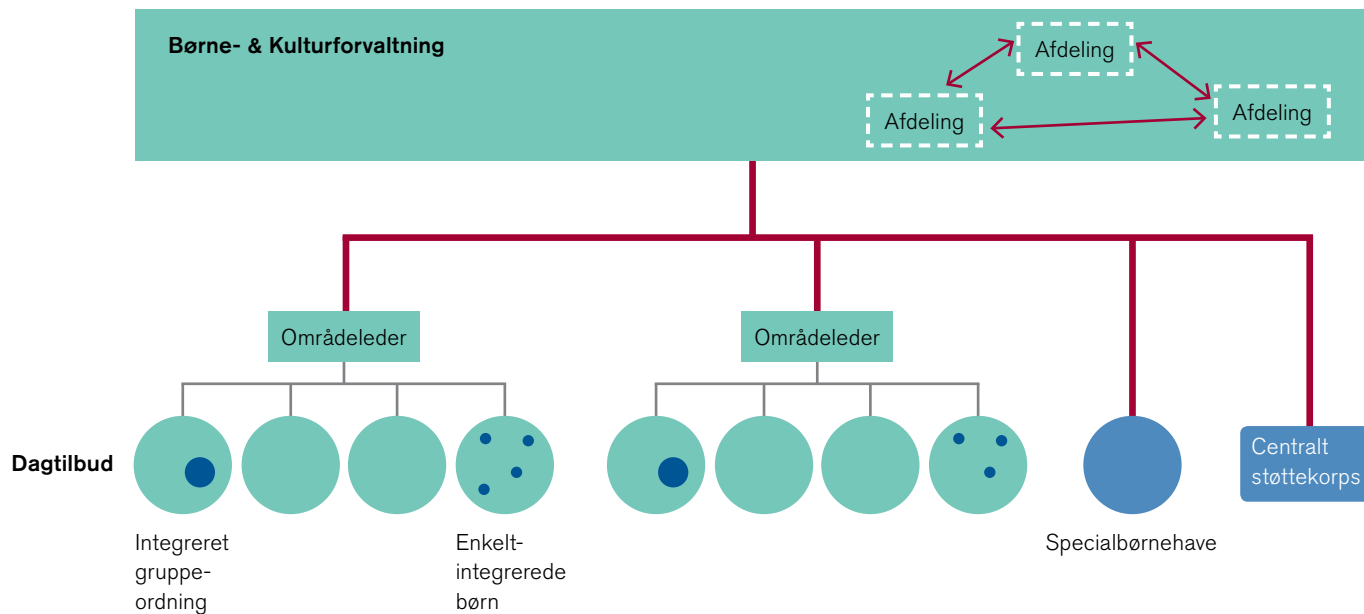 Børne- & Kulturforvaltning
Afdeling
Afdeling
Afdeling
Områdeleder
Områdeleder
Dagtilbud
Centralt
støttekorps
Integreret
gruppe-
ordning
Enkelt-
integrerede
børn
Specialbørnehave